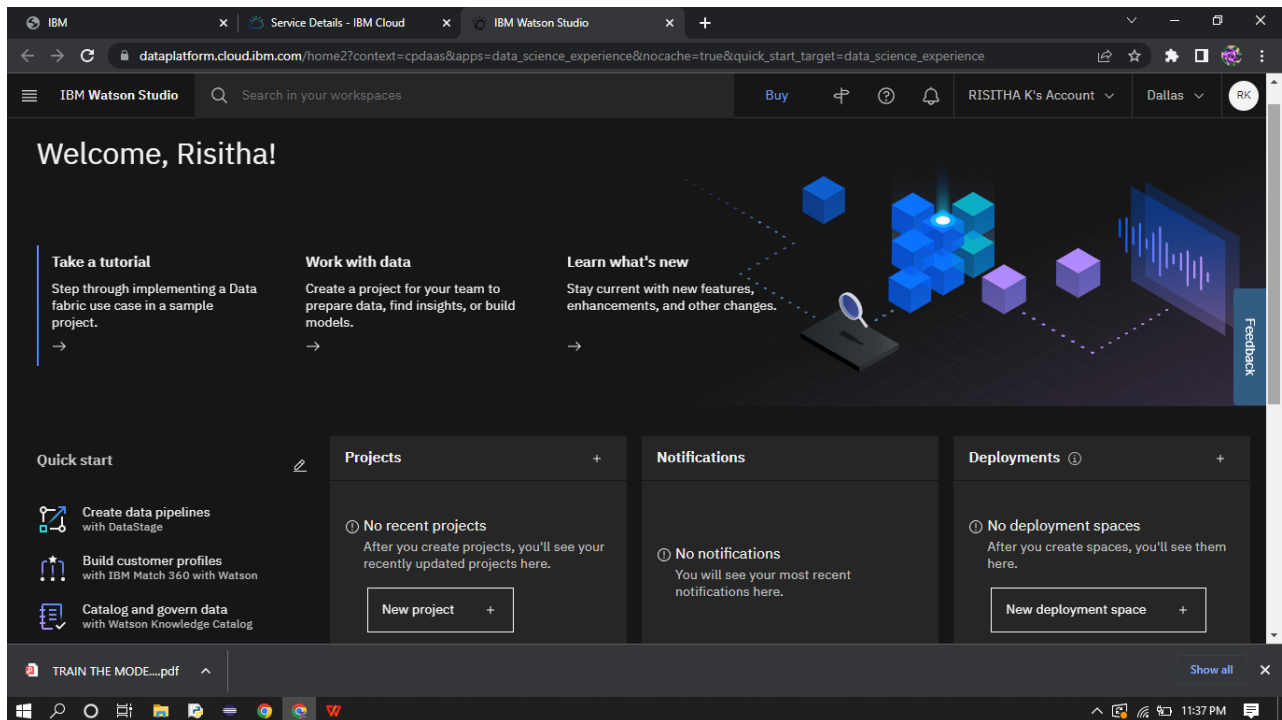 IBM
Service Details - IBM Cloud
IBM Watson Studio
dataplatform.cloud.ibm.com/home2?context=cpdaas&apps=data_science_experience&nocache=true&quick_start_target=data_science_experience
IBM Watson Studio
Search in your workspaces
Buy
RISITHA K's Account
Dallas
RK
Welcome, Risitha!
Take a tutorial
Step through implementing a Data
fabric use case in a sample
project.
Work with data
Create a project for your team to
prepare data, find insights, or build
models.
Learn what's new
Stay current with new features,
enhancements, and other changes.
Feedback
Quick start
Create data pipelines
with DataStage
Build customer profiles
with IBM Match 360 with Watson
Catalog and govern data
with Watson Knowledge Catalog
Projects
No recent projects
After you create projects, you'll see your
recently updated projects here.
New project
Notifications
No notifications
You will see your most recent
notifications here.
Deployments
No deployment spaces
After you create spaces, you'll see them
here.
New deployment space
TRAIN THE MODE....pdf
Show all
11:37 PM